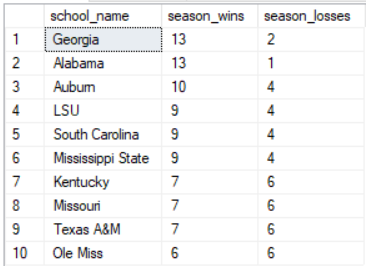 school_name season_wins season_losses
1 Georgia 13 2
2 Alabama 13 1
3 Auburn 10 4
4 LSU 9 4
5 South Carolina 9 4
6 Mississippi State 9 4
7 Kentucky 7 6
8 Missouri 7 6
9 Texas A&M 7 6
10 Ole Miss 6 6